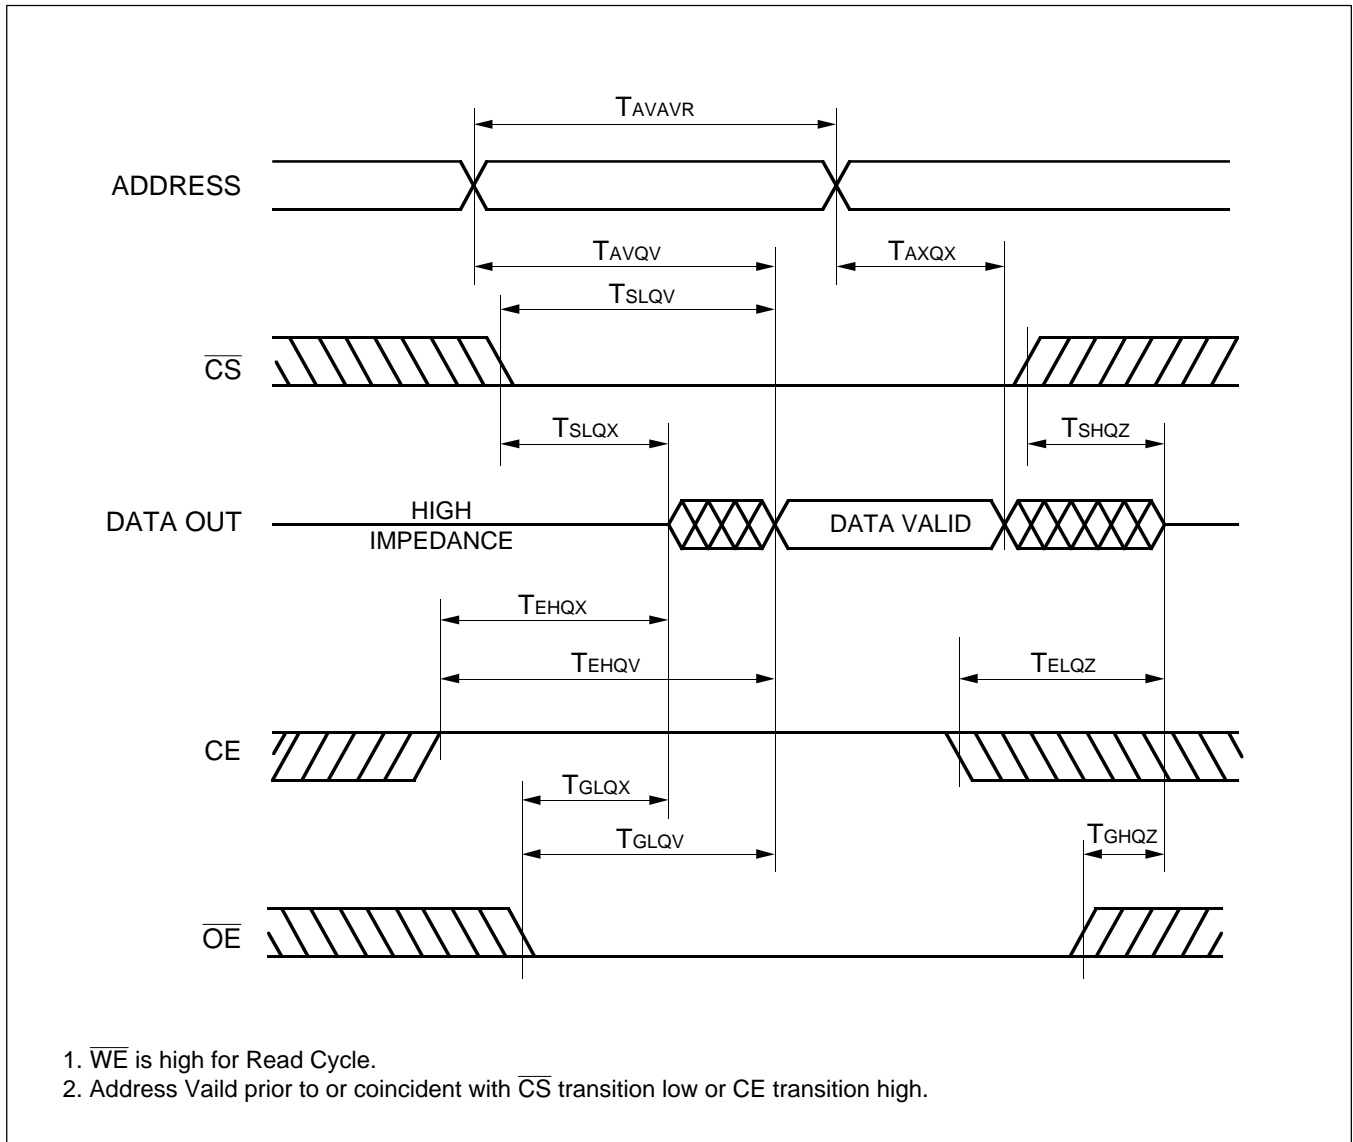 TAVAVR
ADDRESS
TAVQV
TAXQX
TSLQV
CS
TSLQX
TSHQZ
DATA OUT
HIGH
IMPEDANCE
DATA VALID
TEHQX
TEHQV
TELQZ
CE
TGLQX
TGLQV
TGHQZ
OE
1. WE is high for Read Cycle.
2. Address Vaild prior to or coincident with CS transition low or CE transition high.